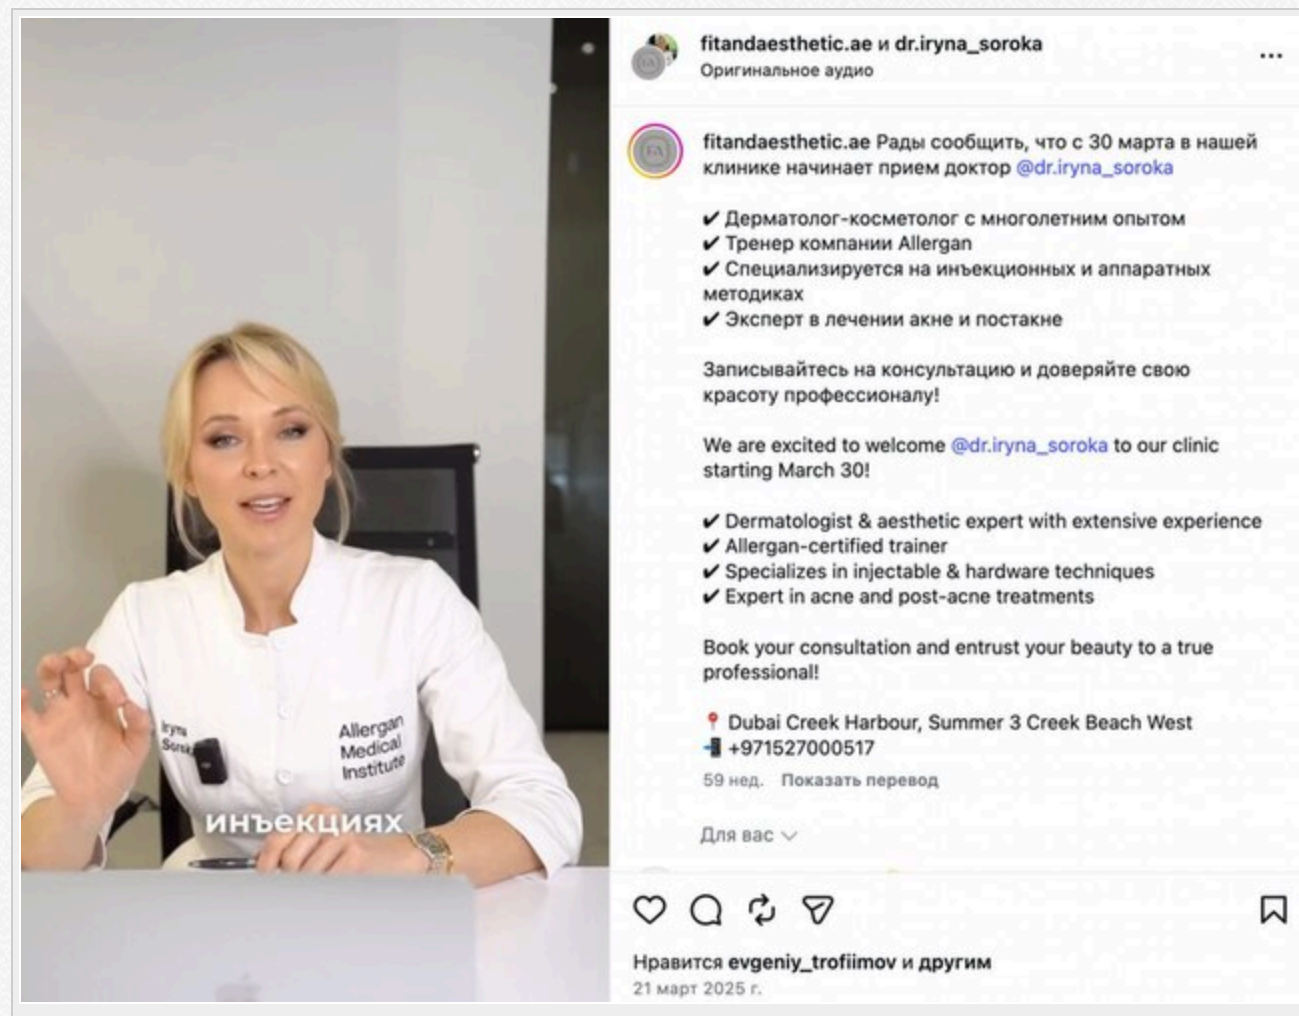 fitandaesthetic.ae и dr.iryna_soroka
Оригинальное аудио
FA
fitandaesthetic.ae Рады сообщить, что с 30 марта в нашей
клинике начинает прием доктор @dr.iryna_soroka
✔ Дерматолог-косметолог с многолетним опытом
✔ Тренер компании Allergan
✔ Специализируется на инъекционных и аппаратных
методиках
✔ Эксперт в лечении акне и постакне
Записывайтесь на консультацию и доверяйте свою
красоту профессионалу!
We are excited to welcome @dr.iryna_soroka to our clinic
starting March 30!
✔ Dermatologist & aesthetic expert with extensive experience
✔ Allergan-certified trainer
✔ Specializes in injectable & hardware techniques
✔ Expert in acne and post-acne treatments
Book your consultation and entrust your beauty to a true
professional!
📍 Dubai Creek Harbour, Summer 3 Creek Beach West
📲 +971527000517
59 нед. Показать перевод
Для вас
Нравится evgeniy_trofiimov и другим
21 март 2025 г.
Iryna
Allergan
Medical
Institute
инъекциях